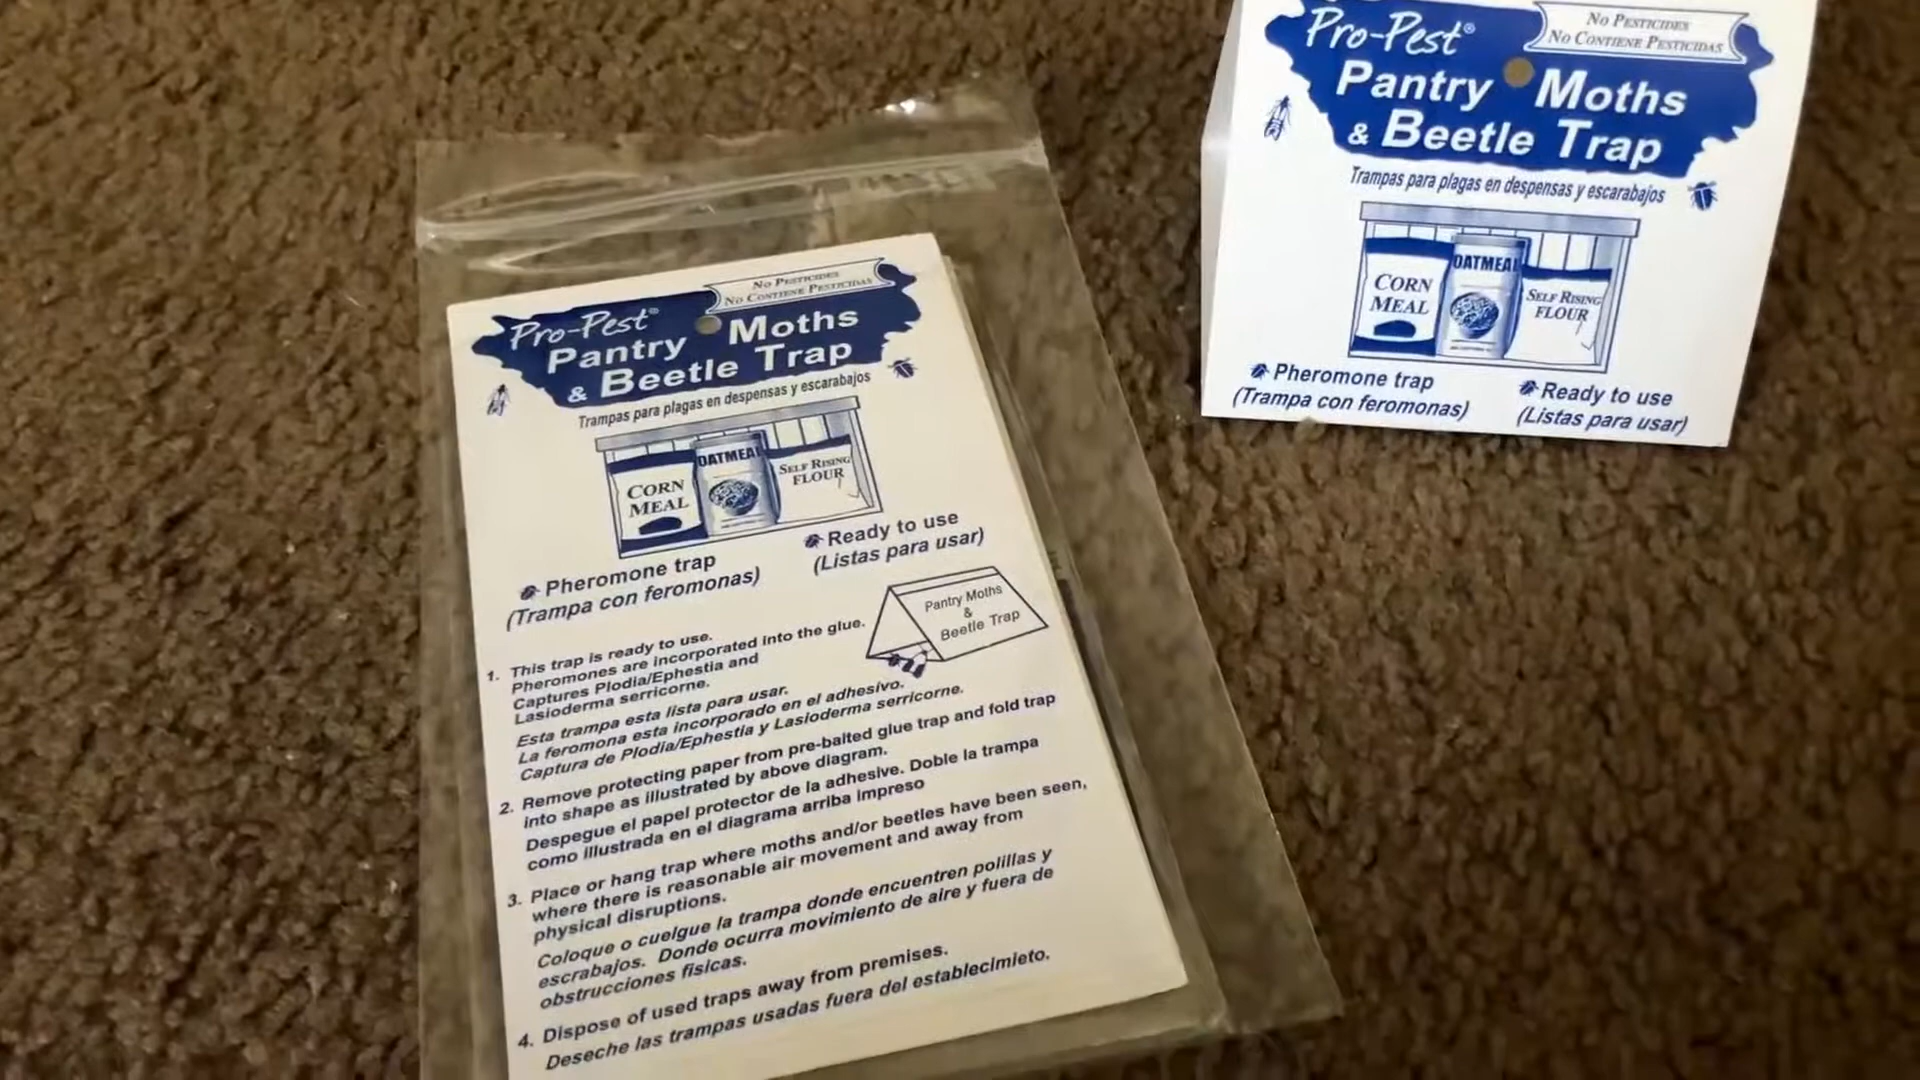 Pro-Pest®
No Pesticides
No Contiene Pesticidas
Pantry Moths
& Beetle Trap
Trampas para plagas en despensas y escarabajos
CORN
MEAL
OATMEAL
SELF RISING
FLOUR
Pheromone trap
(Trampa con feromonas)
Ready to use
(Listas para usar)
Pantry Moths
&
Beetle Trap
1. This trap is ready to use.
Pheromones are incorporated into the glue.
Captures Plodia/Ephestia and
Lasioderma serricorne.
Esta trampa esta lista para usar.
La feromona esta incorporado en el adhesivo.
Captura de Plodia/Ephestia y Lasioderma serricorne.
2. Remove protecting paper from pre-baited glue trap and fold trap
into shape as illustrated by above diagram.
Despegue el papel protector de la adhesive. Doble la trampa
como illustrada en el diagrama arriba impreso
3. Place or hang trap where moths and/or beetles have been seen,
where there is reasonable air movement and away from
physical disruptions.
Coloque o cuelgue la trampa donde encuentren polillas y
escrabajos. Donde ocurra movimiento de aire y fuera de
obstrucciones fisicas.
4. Dispose of used traps away from premises.
Deseche las trampas usadas fuera del establecimieto.
Pro-Pest®
No Pesticides
No Contiene Pesticidas
Pantry Moths
& Beetle Trap
Trampas para plagas en despensas y escarabajos
CORN
MEAL
OATMEAL
SELF RISING
FLOUR
Pheromone trap
(Trampa con feromonas)
Ready to use
(Listas para usar)